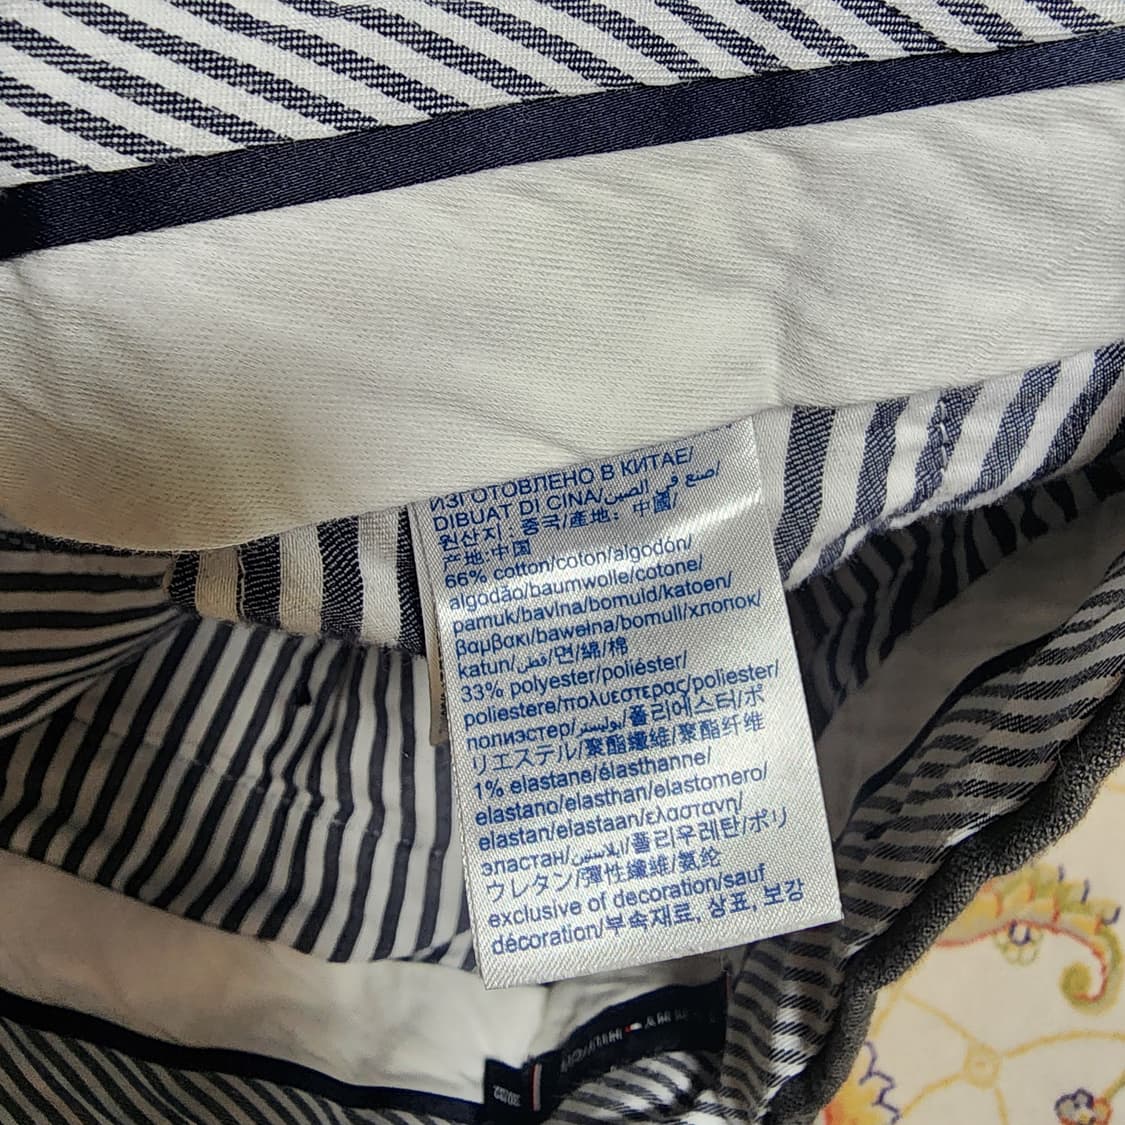 ИЗГОТОВЛЕНО В КИТАЕ/
DIBUAT DI CINA/صنع في الصين/
원산지: 중국/產地: 中國/
产地:中国
66% cotton/coton/algodón/
algodão/baumwolle/cotone/
pamuk/bavlna/bomuld/katoen/
βαμβακι/bawełna/bomull/хлопок/
katun/قطن/면/綿/棉
33% polyester/poliéster/
poliestere/πολυεστερας/poliester/
полиэстер/بوليستر/폴리에스터/ポ
リエステル/聚酯纖維/聚酯纤维
1% elastane/élasthanne/
elastano/elasthan/elastomero/
elastan/elastaan/ελαστανη/
эластан/ايلاستين/폴리우레탄/ポリ
ウレタン/彈性纖維/氨纶
exclusive of decoration/sauf
décoration/부속재료, 상표, 보강